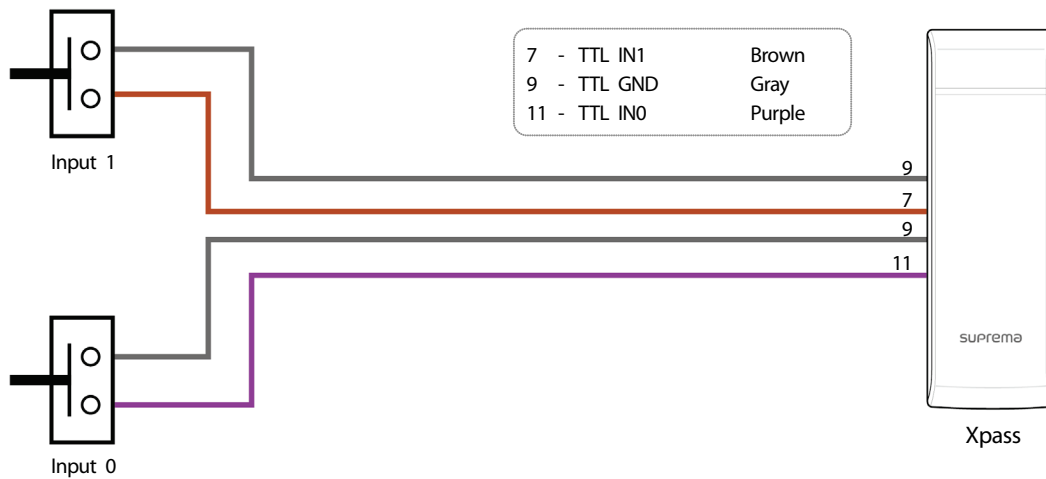 7 - TTL IN1 Brown
9 - TTL GND Gray
11 - TTL IN0 Purple
Input 1
9
7
9
11
suprema
Xpass
Input 0